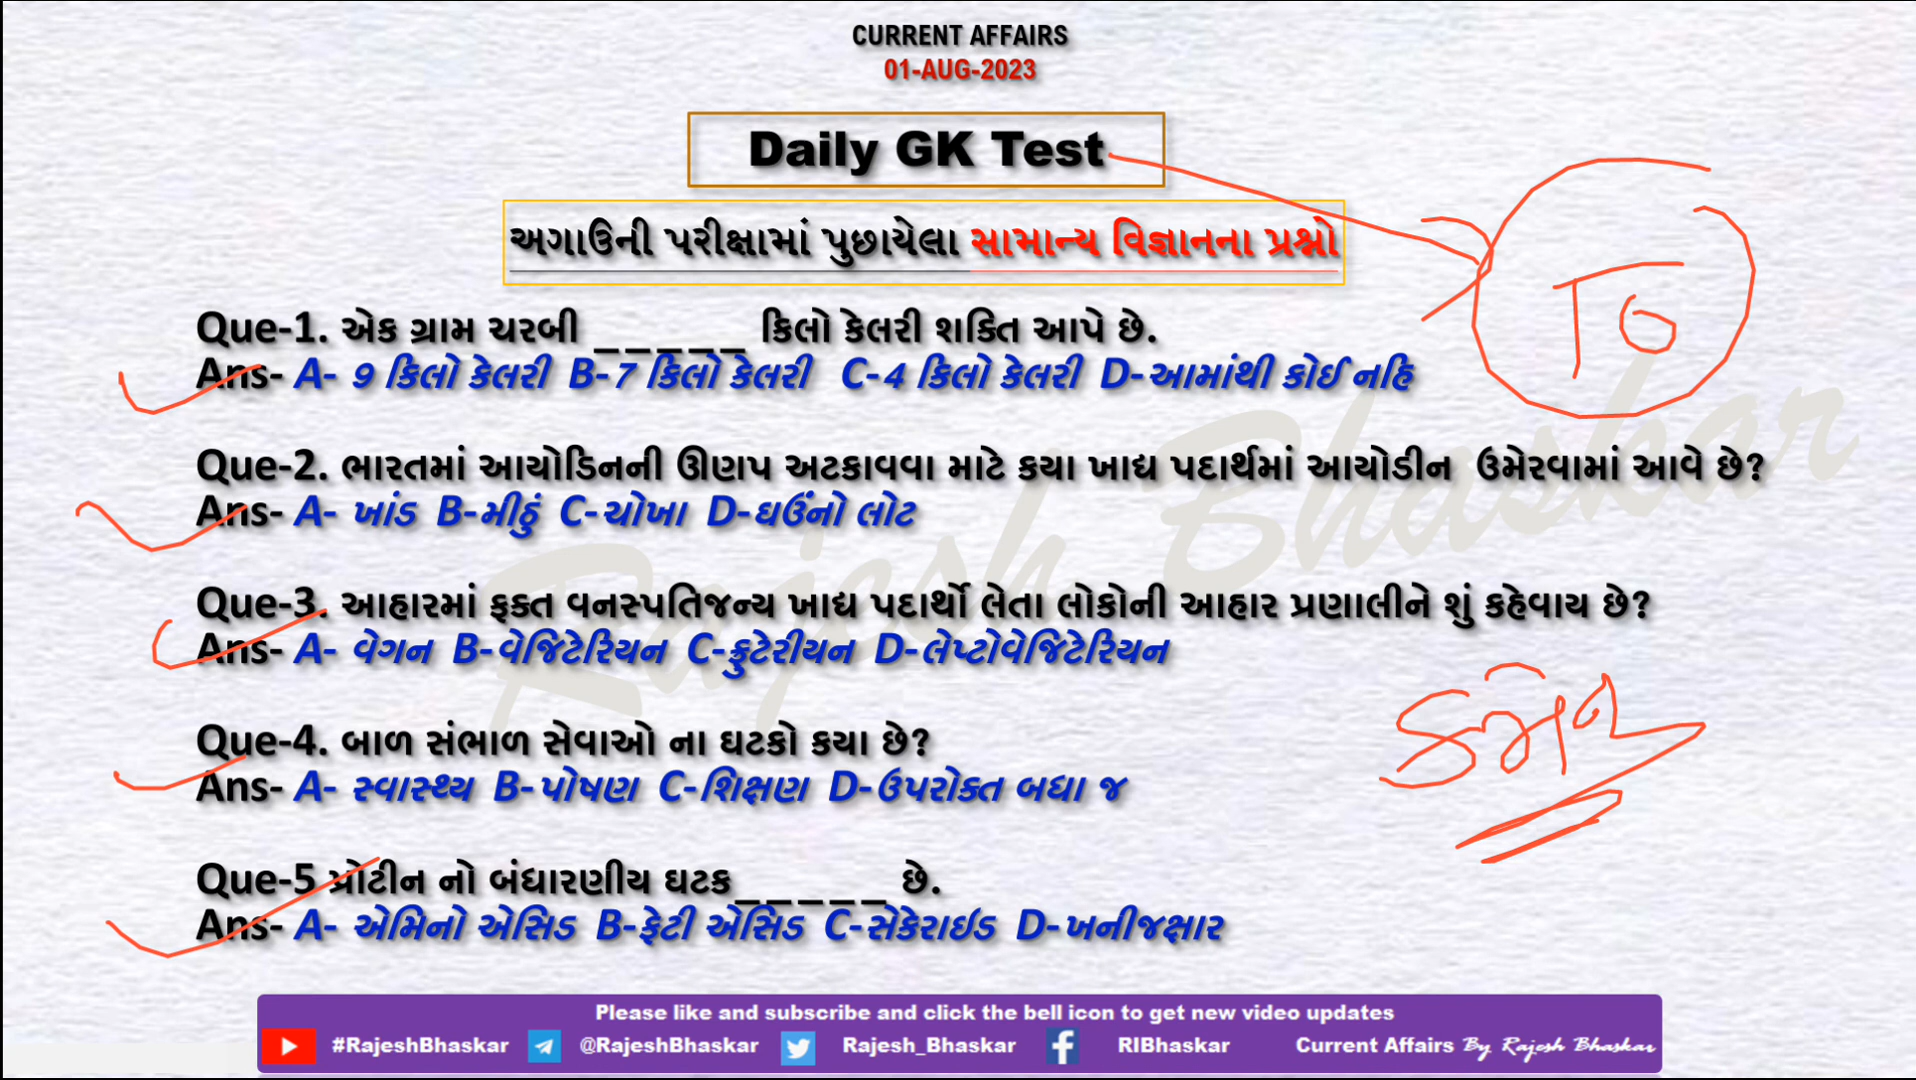 CURRENT AFFAIRS
01-AUG-2023
Daily GK Test
અગાઉની પરીક્ષામાં પુછાયેલા સામાન્ય વિજ્ઞાનના પ્રશ્નો
Que-1. એક ગ્રામ ચરબી _ _ _ _ _ કિલો કેલરી શક્તિ આપે છે.
Ans- A- 9 કિલો કેલરી B-7 કિલો કેલરી C-4 કિલો કેલરી D-આમાંથી કોઈ નહિ
Que-2. ભારતમાં આયોડિનની ઊણપ અટકાવવા માટે કયા ખાદ્ય પદાર્થમાં આયોડીન ઉમેરવામાં આવે છે?
Ans- A- ખાંડ B-મીઠું C-ચોખા D-ઘઉંનો લોટ
Que-3. આહારમાં ફક્ત વનસ્પતિજન્ય ખાદ્ય પદાર્થો લેતા લોકોની આહાર પ્રણાલીને શું કહેવાય છે?
Ans- A- વેગન B-વેજિટેરિયન C-ફ્રુટેરીયન D-લેપ્ટોવેજિટેરિયન
Que-4. બાળ સંભાળ સેવાઓ ના ઘટકો કયા છે?
Ans- A- સ્વાસ્થ્ય B-પોષણ C-શિક્ષણ D-ઉપરોક્ત બધા જ
Que-5 પ્રોટીન નો બંધારણીય ઘટક _ _ _ _ _ છે.
Ans- A- એમિનો એસિડ B-ફેટી એસિડ C-સેકેરાઇડ D-ખનીજક્ષાર
Rajesh Bhaskar
Please like and subscribe and click the bell icon to get new video updates
#RajeshBhaskar @RajeshBhaskar Rajesh_Bhaskar RIBhaskar Current Affairs By Rajesh Bhaskar